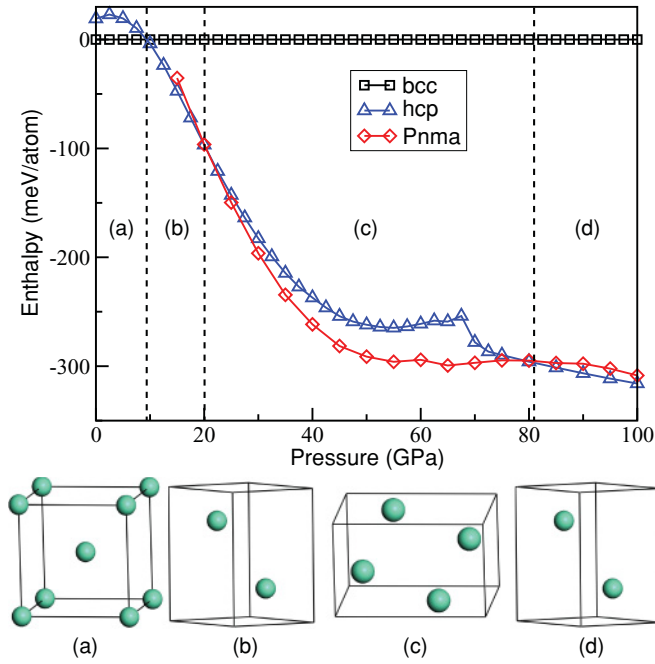 0
-100
-200
-300
Enthalpy (meV/atom)
bcc
hcp
Pnma
(a)
(b)
(c)
(d)
0
20
40
60
80
100
Pressure (GPa)
(a)
(b)
(c)
(d)